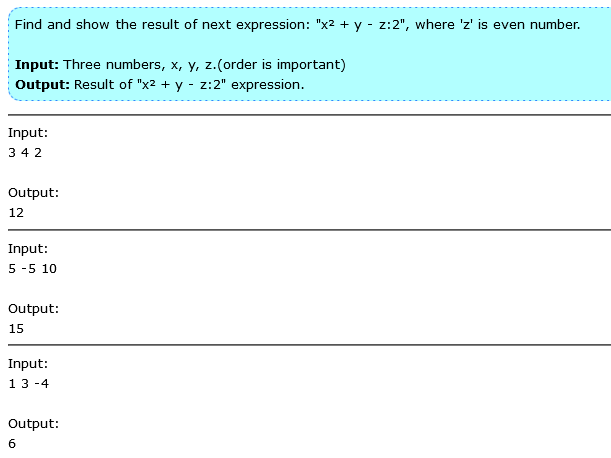 Find and show the result of next expression: "x² + y - z:2", where 'z' is even number.
Input: Three numbers, x, y, z.(order is important)
Output: Result of "x² + y - z:2" expression.
Input:
3 4 2
Output:
12
Input:
5 -5 10
Output:
15
Input:
1 3 -4
Output:
6